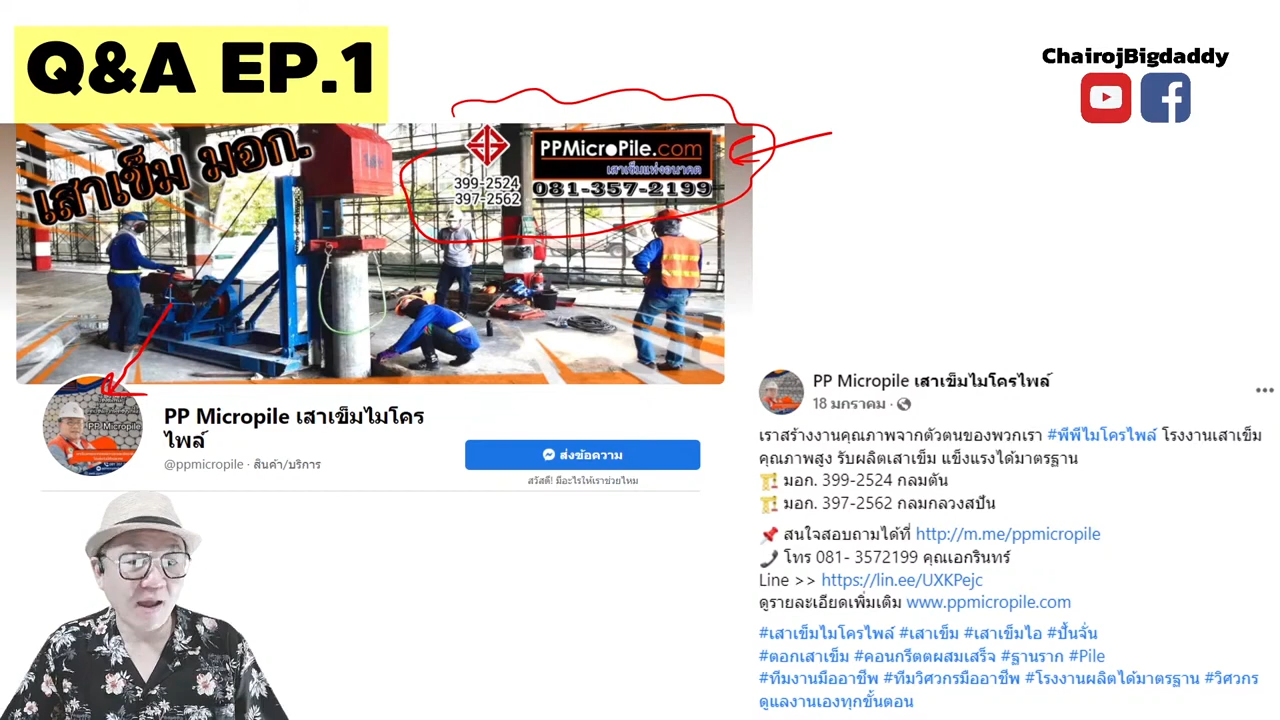 Q&A EP.1
ChairojBigdaddy
เสาเข็ม มอก.
PPMicroPile.com
เสาเข็มแห่งอนาคต
399-2524
397-2562
081-357-2199
PP Micropile
PP Micropile เสาเข็มไมโคร
ไพล์
@ppmicropile · สินค้า/บริการ
ส่งข้อความ
สวัสดี! มีอะไรให้เราช่วยไหม
PP Micropile เสาเข็มไมโครไพล์
18 มกราคม ·
เราสร้างงานคุณภาพจากตัวตนของพวกเรา #พีพีไมโครไพล์ โรงงานเสาเข็ม
คุณภาพสูง รับผลิตเสาเข็ม แข็งแรงได้มาตรฐาน
🏗️ มอก. 399-2524 กลมตัน
🏗️ มอก. 397-2562 กลมกลวงสปัน
📌 สนใจสอบถามได้ที่ http://m.me/ppmicropile
📞 โทร 081- 3572199 คุณเอกรินทร์
Line >> https://lin.ee/UXKPejc
ดูรายละเอียดเพิ่มเติม www.ppmicropile.com
#เสาเข็มไมโครไพล์ #เสาเข็ม #เสาเข็มไอ #ปั้นจั่น
#ตอกเสาเข็ม #คอนกรีตตผสมเสร็จ #ฐานราก #Pile
#ทีมงานมืออาชีพ #ทีมวิศวกรมืออาชีพ #โรงงานผลิตได้มาตรฐาน #วิศวกร
ดูแลงานเองทุกขั้นตอน